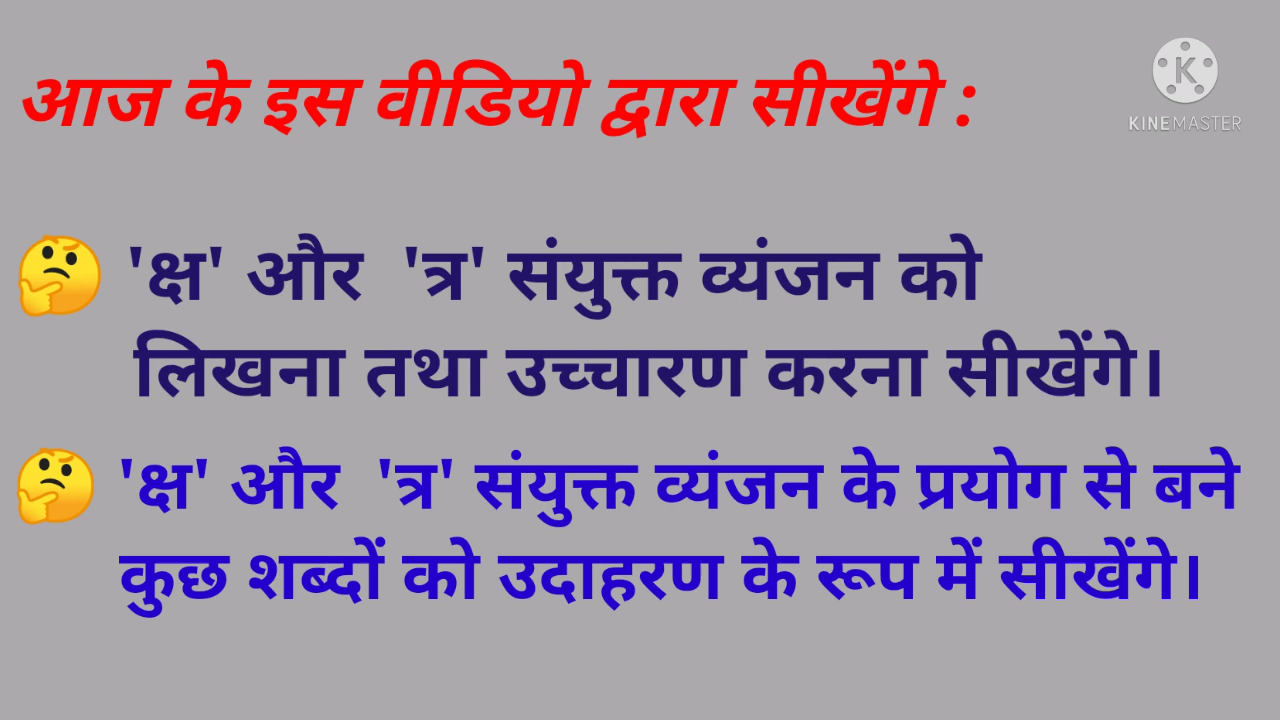 आज के इस वीडियो द्वारा सीखेंगे :
KINEMASTER
🤔 'क्ष' और 'त्र' संयुक्त व्यंजन को
लिखना तथा उच्चारण करना सीखेंगे।
🤔 'क्ष' और 'त्र' संयुक्त व्यंजन के प्रयोग से बने
कुछ शब्दों को उदाहरण के रूप में सीखेंगे।